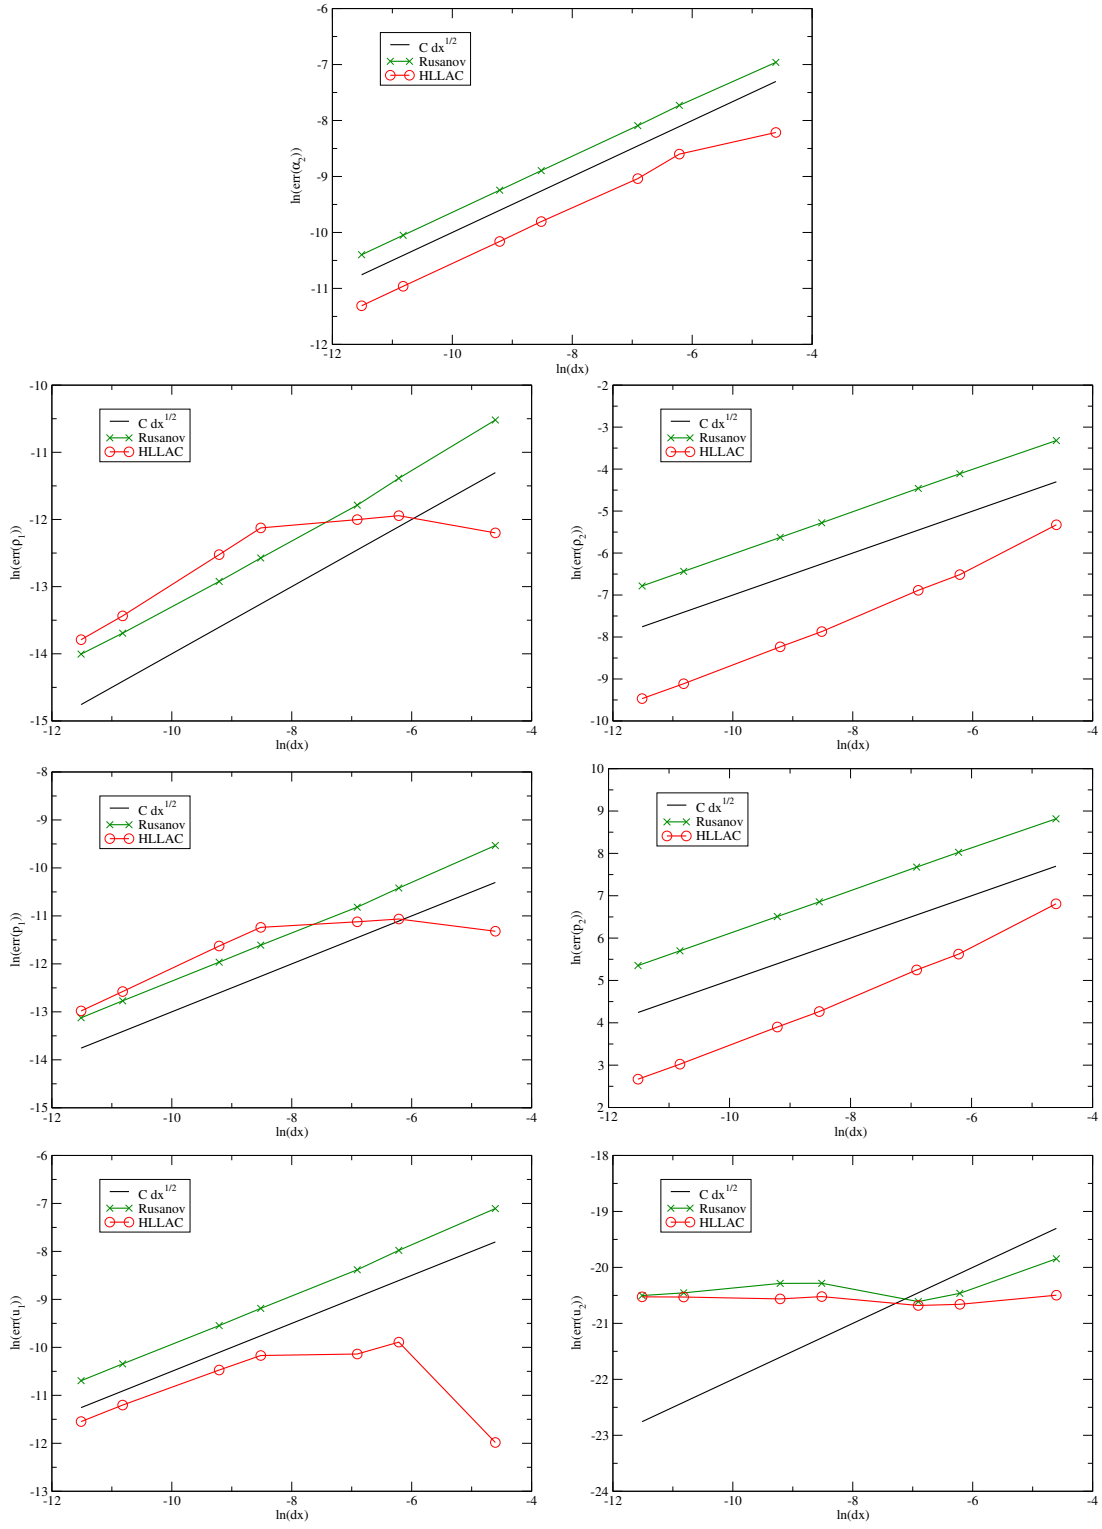 -6
-7
-8
-9
-10
-11
-12
ln(err(α2))
C dx1/2
Rusanov
HLLAC
-12 -10 -8 -6 -4
ln(dx)
-10
-11
-12
-13
-14
-15
ln(err(ρ1))
C dx1/2
Rusanov
HLLAC
-12 -10 -8 -6 -4
ln(dx)
-2
-3
-4
-5
-6
-7
-8
-9
-10
ln(err(ρ2))
C dx1/2
Rusanov
HLLAC
-12 -10 -8 -6 -4
ln(dx)
-8
-9
-10
-11
-12
-13
-14
-15
ln(err(p1))
C dx1/2
Rusanov
HLLAC
-12 -10 -8 -6 -4
ln(dx)
10
9
8
7
6
5
4
3
2
ln(err(p2))
C dx1/2
Rusanov
HLLAC
-12 -10 -8 -6 -4
ln(dx)
-6
-7
-8
-9
-10
-11
-12
-13
ln(err(u1))
C dx1/2
Rusanov
HLLAC
-12 -10 -8 -6 -4
ln(dx)
-18
-19
-20
-21
-22
-23
-24
ln(err(u2))
C dx1/2
Rusanov
HLLAC
-12 -10 -8 -6 -4
ln(dx)